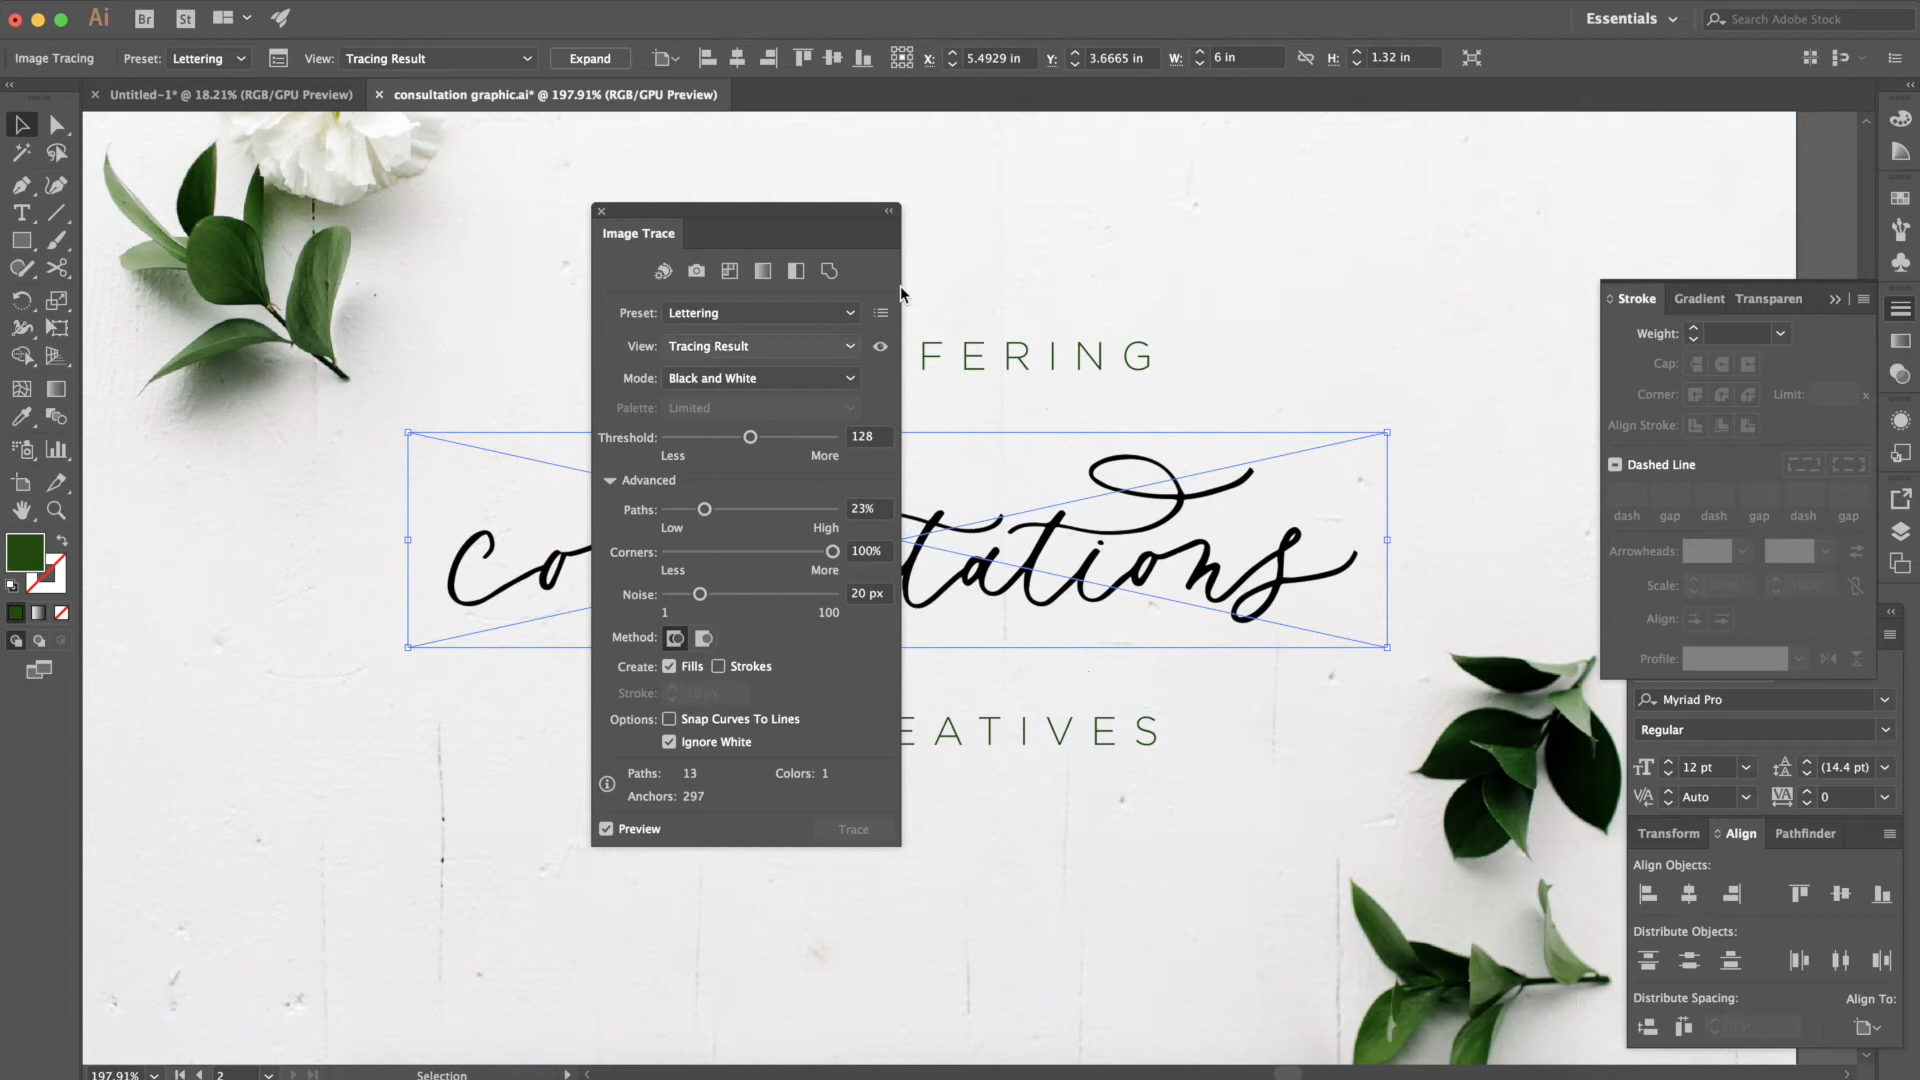 Ai Br St Essentials Search Adobe Stock
Image Tracing Preset: Lettering View: Tracing Result Expand X: 5.4929 in Y: 3.6665 in W: 6 in H: 1.32 in
Untitled-1* @ 18.21% (RGB/GPU Preview) consultation graphic.ai* @ 197.91% (RGB/GPU Preview)
Image Trace
Preset: Lettering
View: Tracing Result
Mode: Black and White
Palette: Limited
Threshold: 128
Less More
Advanced
Paths: 23%
Low High
Corners: 100%
Less More
Noise: 20 px
1 100
Method:
Create: Fills Strokes
Stroke: 10 px
Options: Snap Curves To Lines
Ignore White
Paths: 13 Colors: 1
Anchors: 297
Preview Trace
FERING
co tations
EATIVES
Stroke Gradient Transparen
Weight:
Cap:
Corner: Limit: x
Align Stroke:
Dashed Line
dash gap dash gap dash gap
Arrowheads:
Scale: 100% 100%
Align:
Profile:
Myriad Pro
Regular
12 pt (14.4 pt)
Auto 0
Transform Align Pathfinder
Align Objects:
Distribute Objects:
Distribute Spacing: Align To:
197.91% 2 Selection